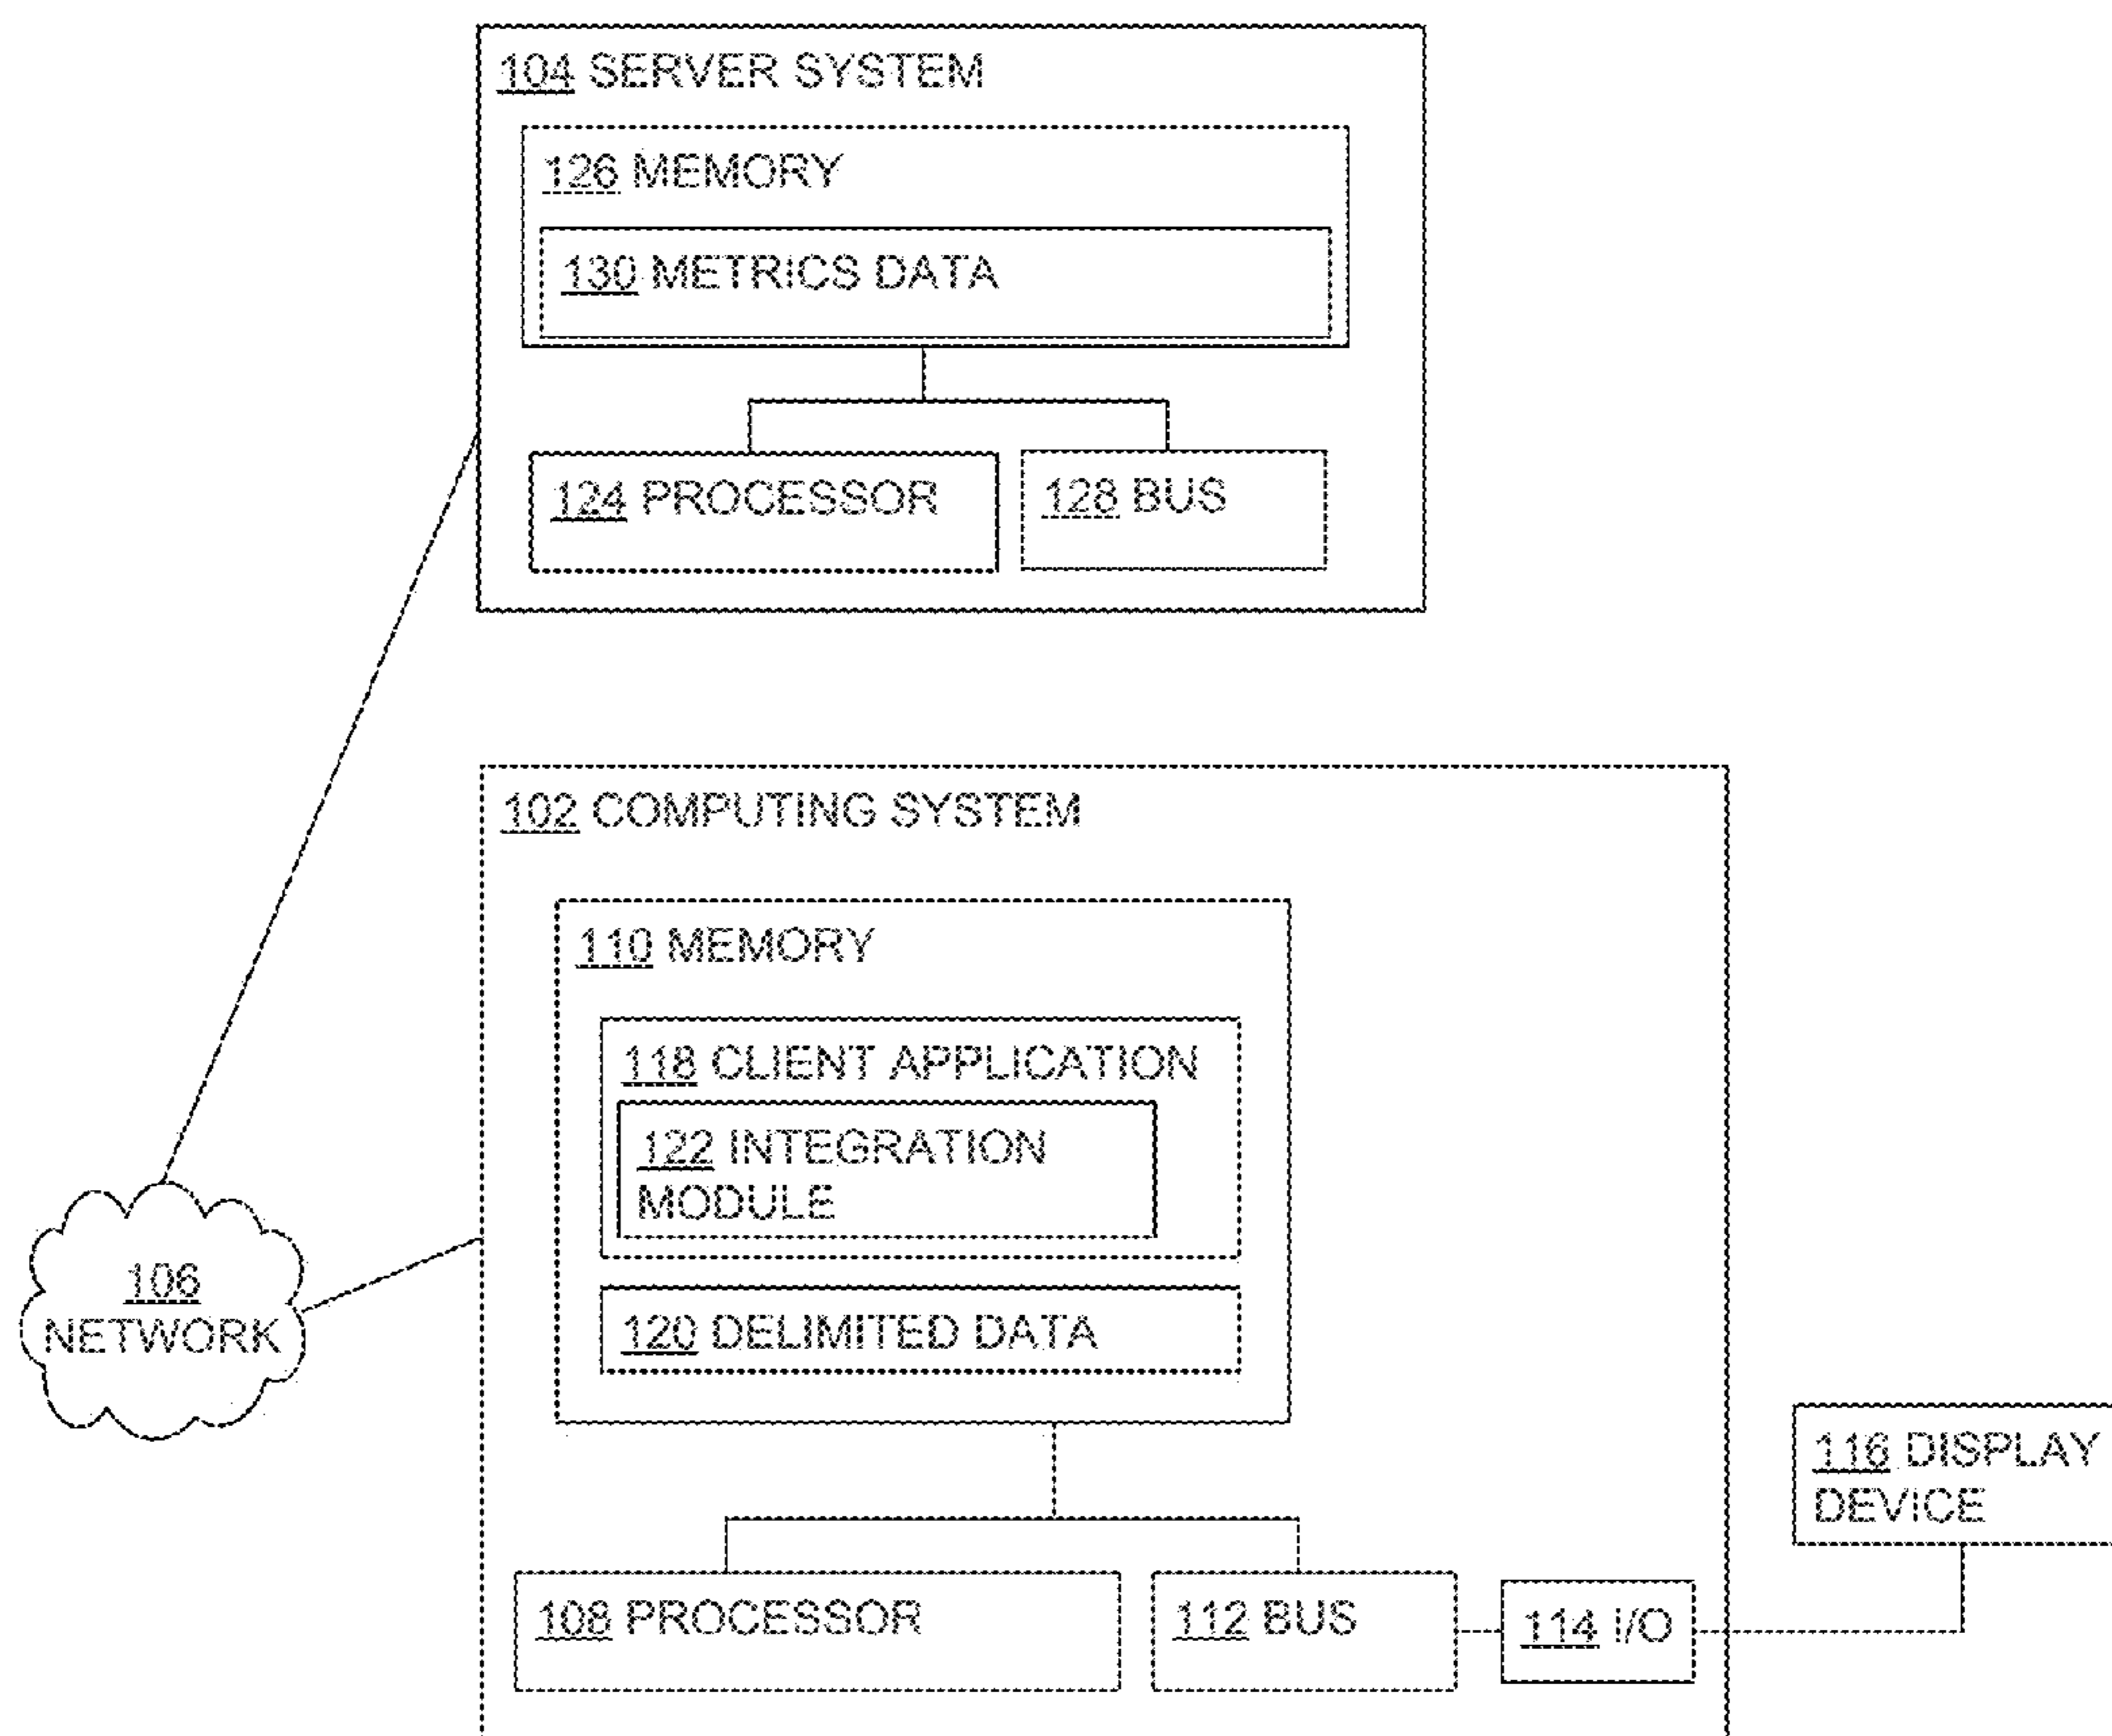 104 SERVER SYSTEM
126 MEMORY
130 METRICS DATA
124 PROCESSOR
128 BUS
102 COMPUTING SYSTEM
110 MEMORY
118 CLIENT APPLICATION
122 INTEGRATION
MODULE
120 DELIMITED DATA
106
NETWORK
116 DISPLAY
DEVICE
108 PROCESSOR
112 BUS
114 I/O